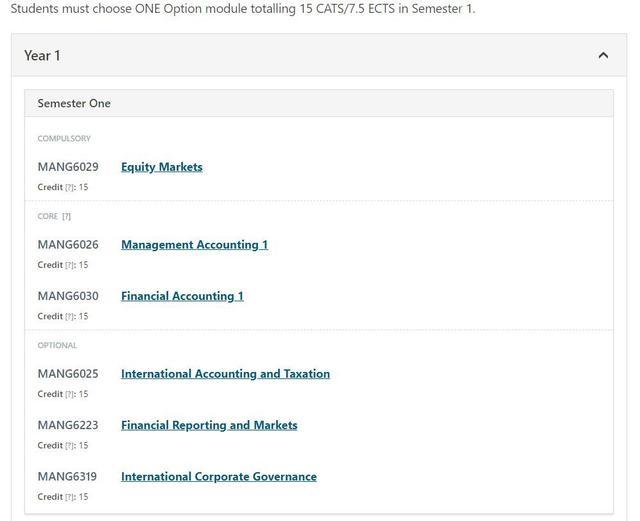 Students must choose ONE Option module totalling 15 CATS/7.5 ECTS in Semester 1.
Year 1
Semester One
COMPULSORY
MANG6029 Equity Markets
Credit [?]: 15
CORE [?]
MANG6026 Management Accounting 1
Credit [?]: 15
MANG6030 Financial Accounting 1
Credit [?]: 15
OPTIONAL
MANG6025 International Accounting and Taxation
Credit [?]: 15
MANG6223 Financial Reporting and Markets
Credit [?]: 15
MANG6319 International Corporate Governance
Credit [?]: 15